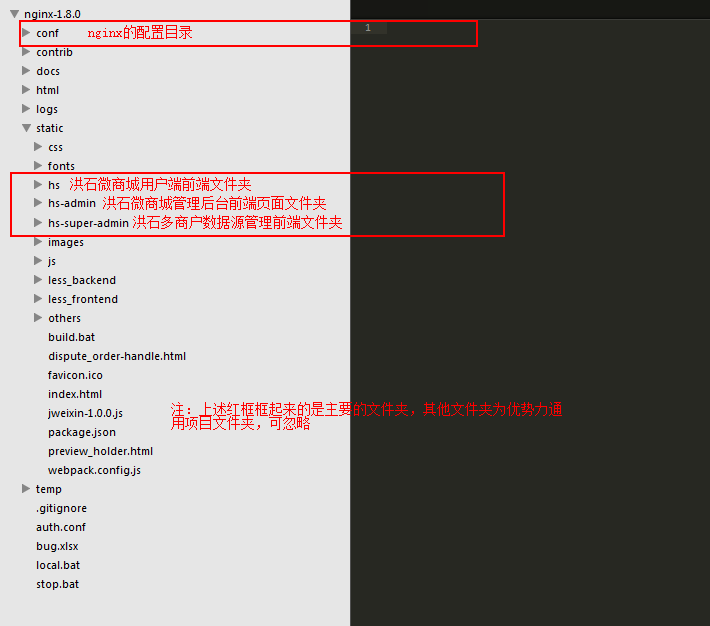 nginx-1.8.0
conf nginx的配置目录
1
contrib
docs
html
logs
static
css
fonts
hs 洪石微商城用户端前端文件夹
hs-admin 洪石微商城管理后台前端页面文件夹
hs-super-admin 洪石多商户数据源管理前端文件夹
images
js
less_backend
less_frontend
others
build.bat
dispute_order-handle.html
favicon.ico
index.html
jweixin-1.0.0.js
注：上述红框框起来的是主要的文件夹，其他文件夹为优势力通
用项目文件夹，可忽略
package.json
preview_holder.html
webpack.config.js
temp
.gitignore
auth.conf
bug.xlsx
local.bat
stop.bat